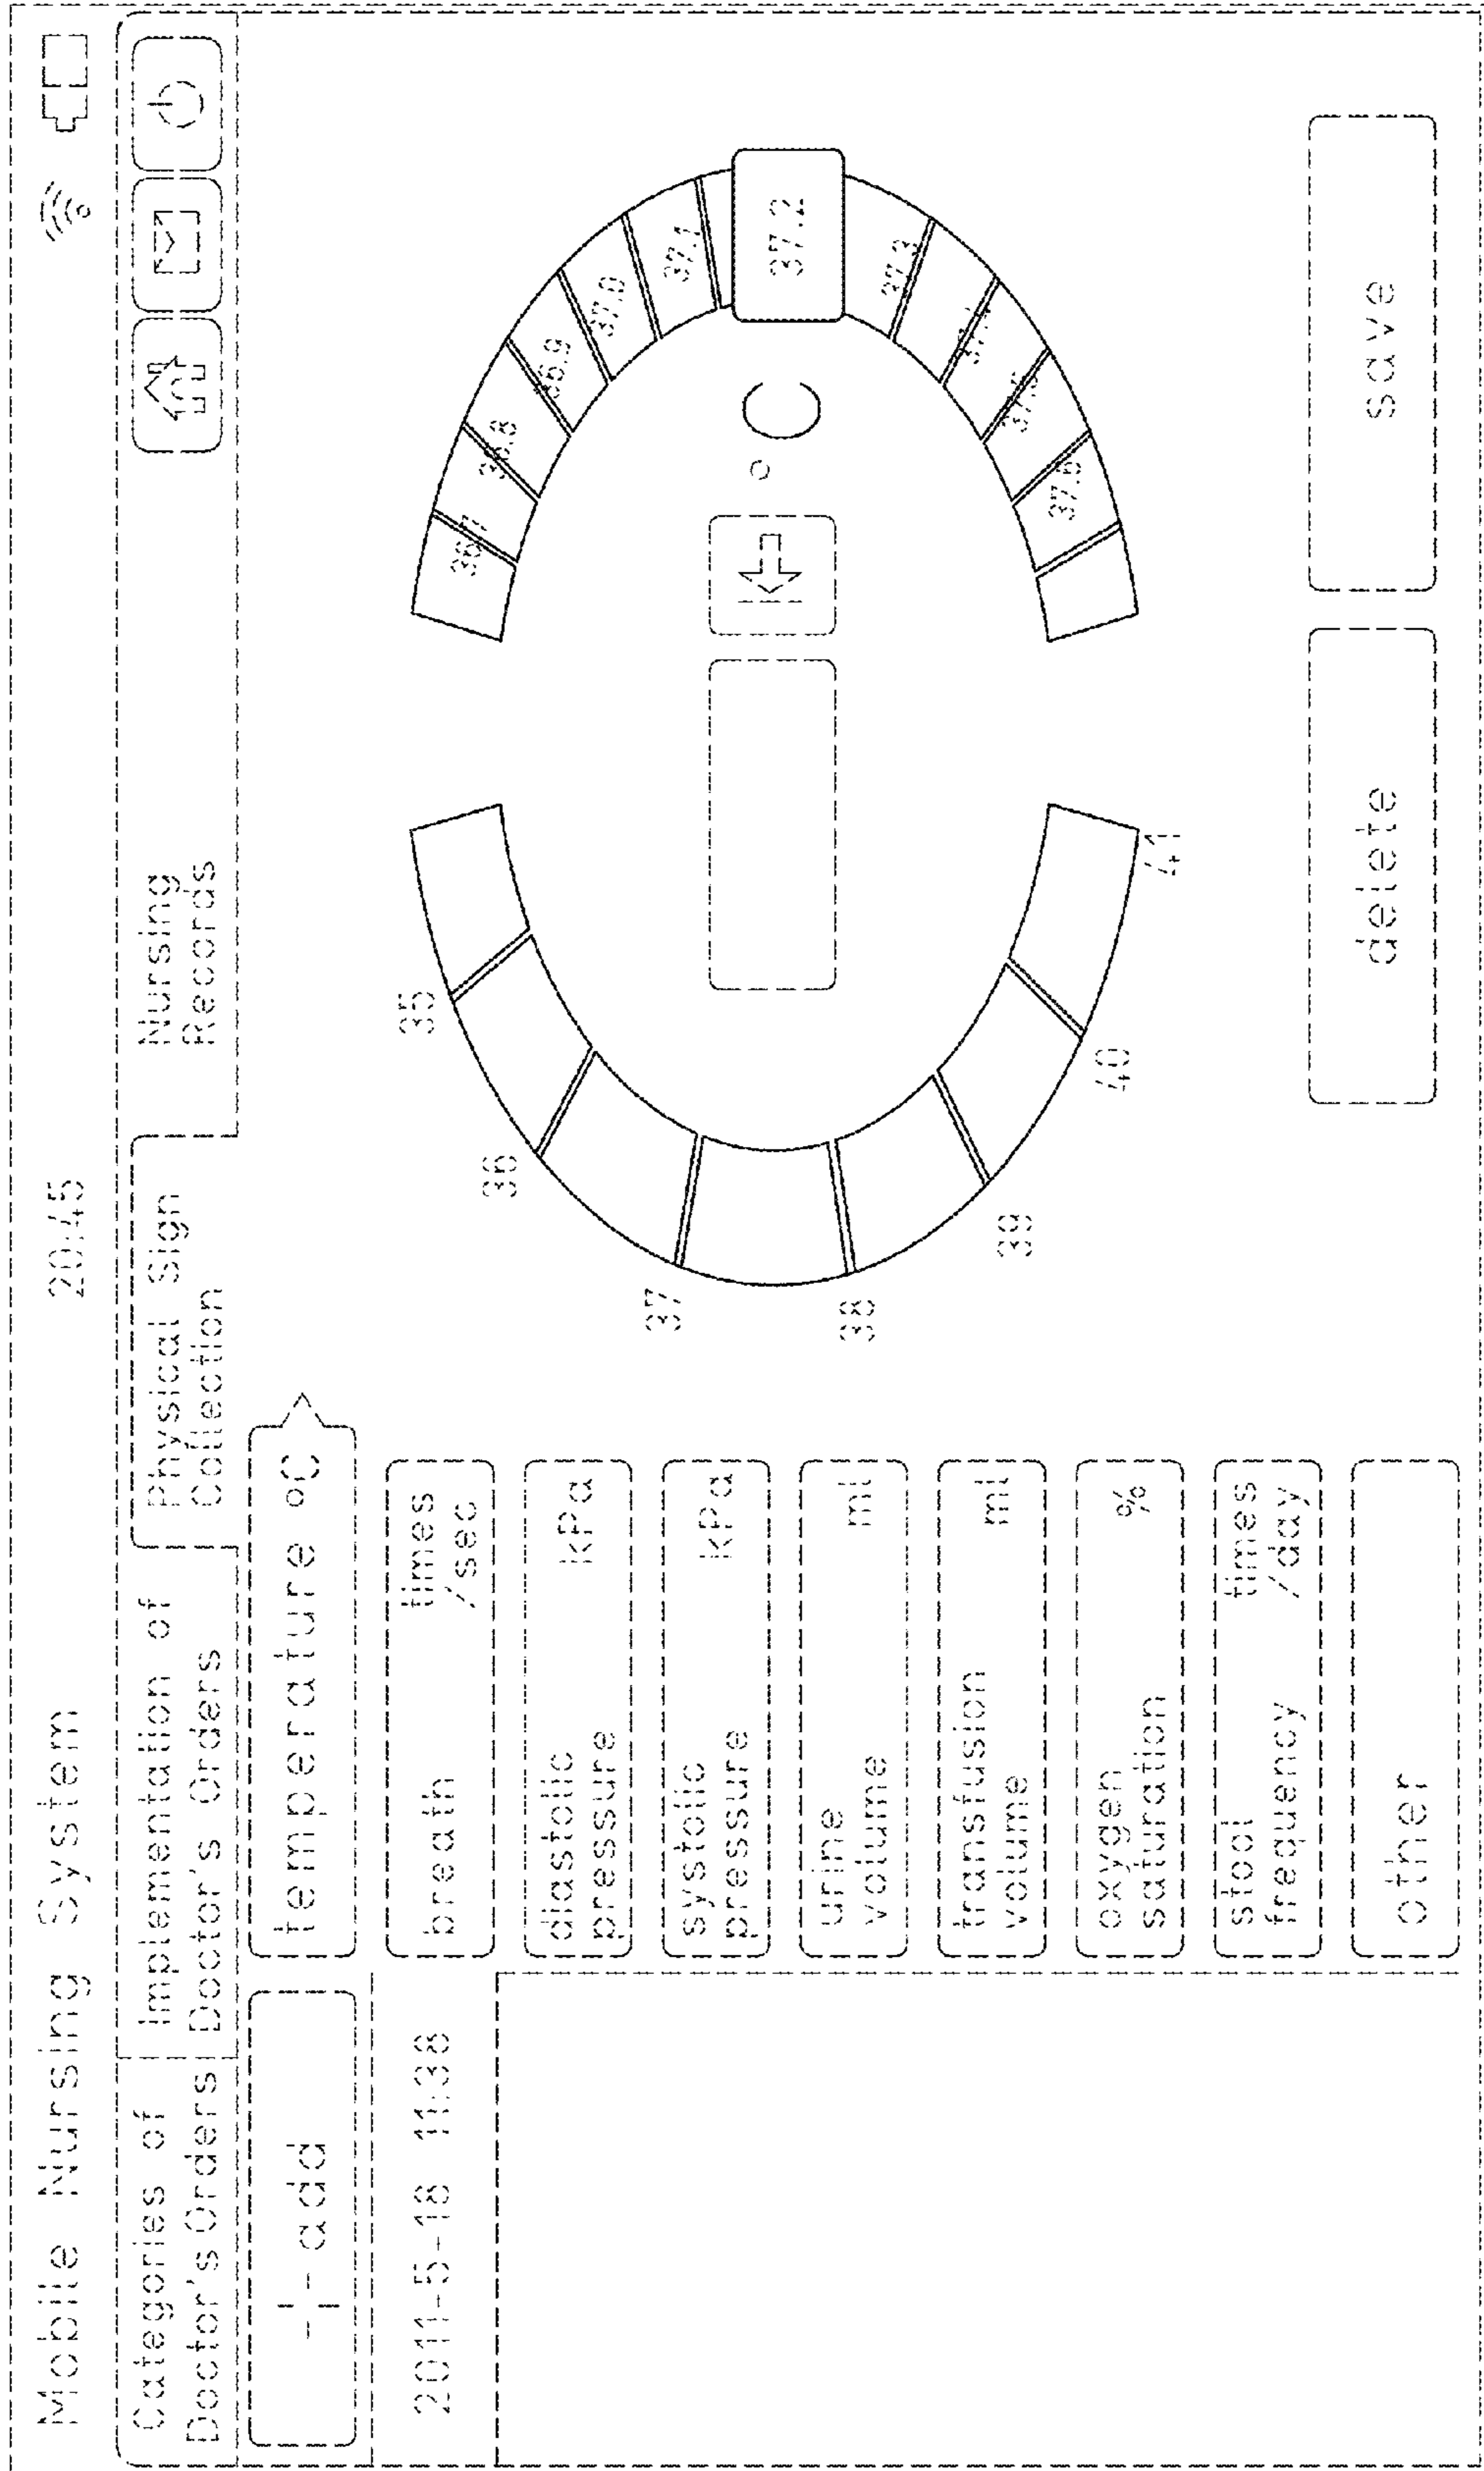 Mobile Nursing System
20:45
Categories of
Doctor's Orders
Implementation of
Doctor's Orders
Physical Sign
Collection
Nursing
Records
+ add
2011-5-18 11:38
temperature °C
breath
times
/sec
diastolic
pressure
kPa
systolic
pressure
kPa
urine
volume
ml
transfusion
volume
ml
oxygen
saturation
%
stool
frequency
times
/day
other
35
36
37
38
39
40
41
°C
36.7
36.8
36.9
37.0
37.1
37.2
37.3
37.6
delete
save